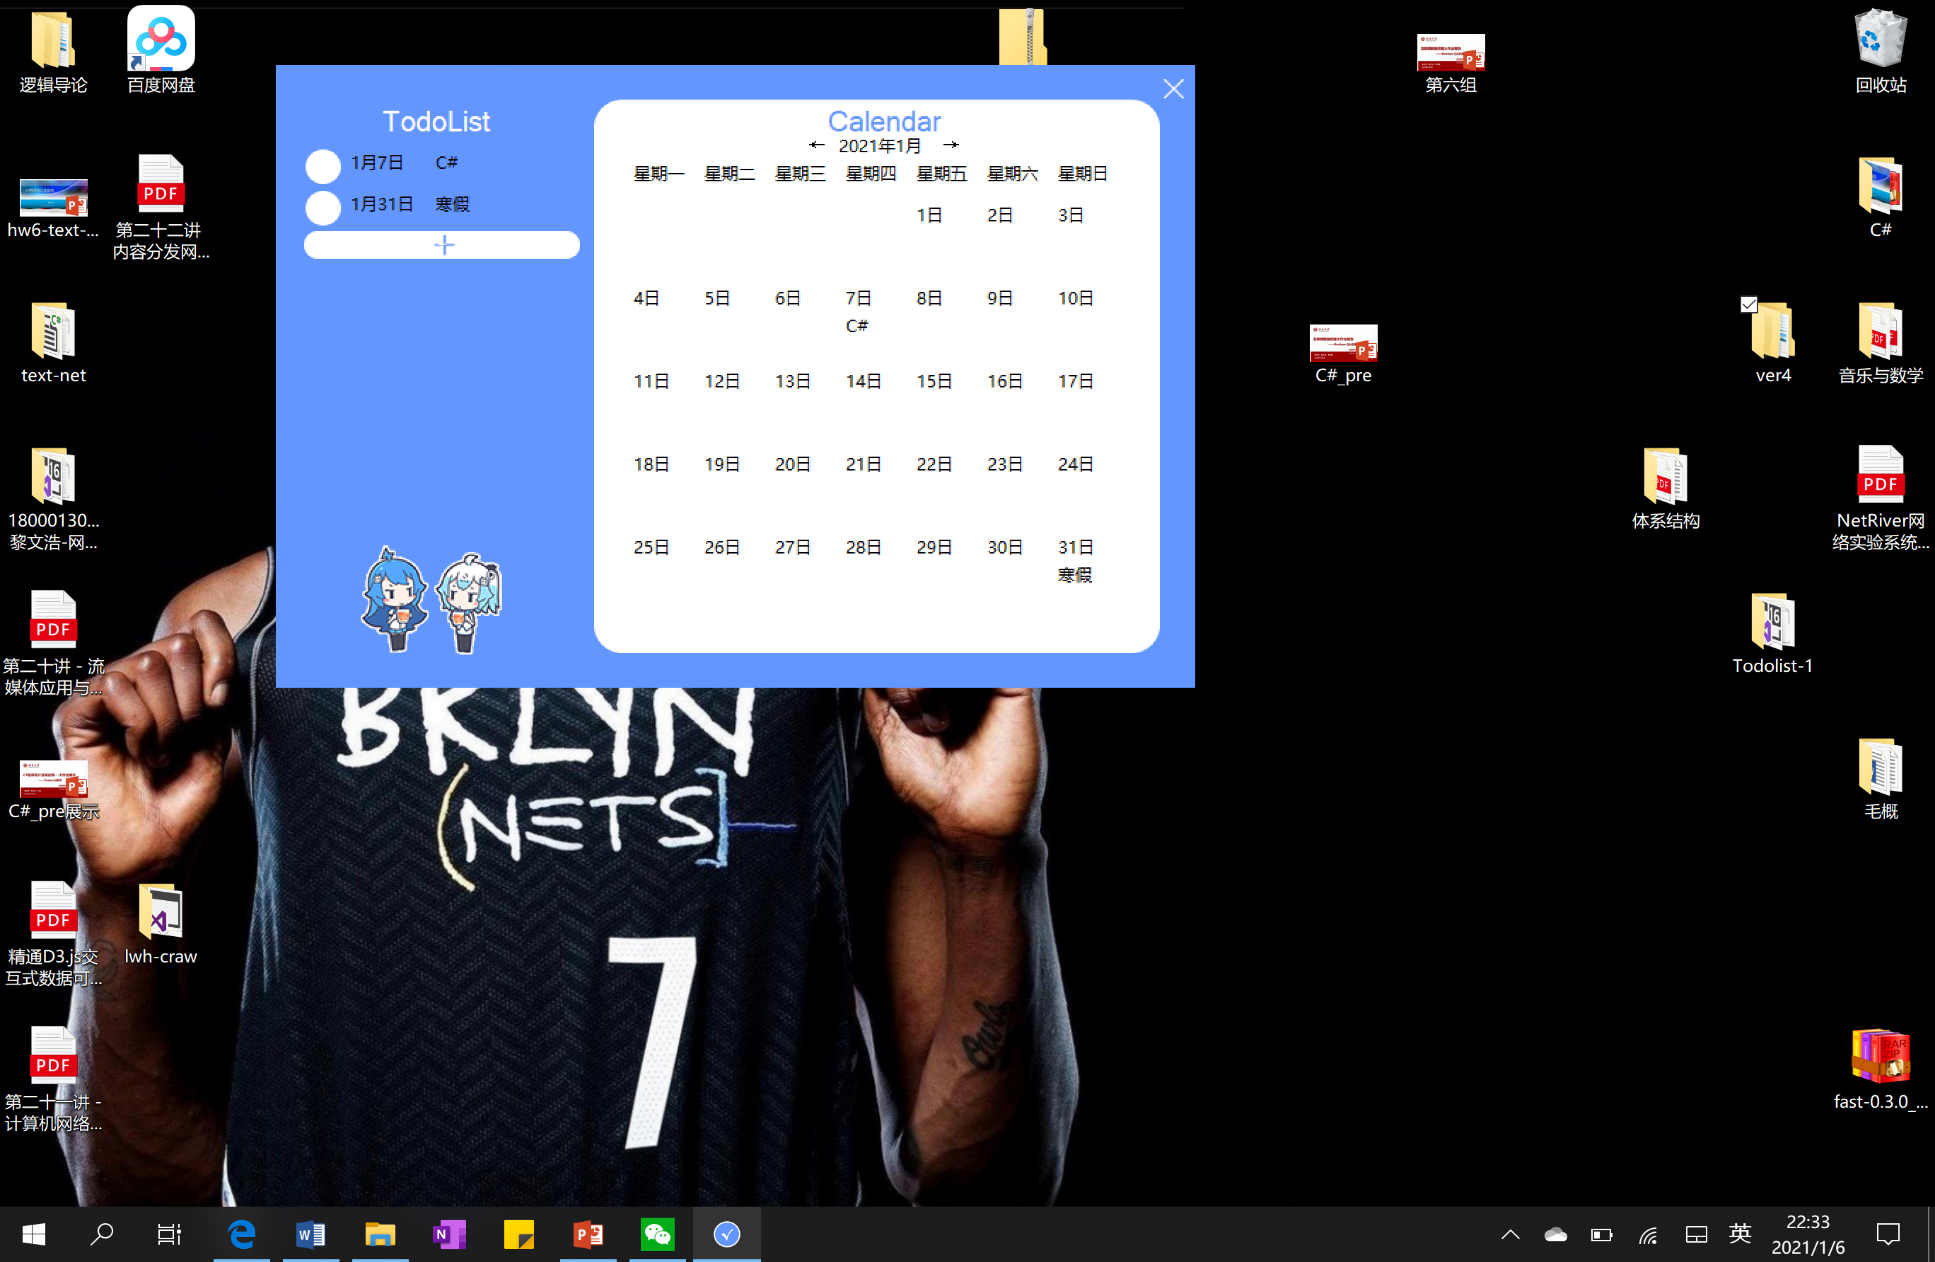 逻辑导论
百度网盘
第六组
回收站
TodoList
1月7日 C#
1月31日 寒假
Calendar
← 2021年1月 →
星期一 星期二 星期三 星期四 星期五 星期六 星期日
1日 2日 3日
4日 5日 6日 7日 8日 9日 10日
C#
11日 12日 13日 14日 15日 16日 17日
18日 19日 20日 21日 22日 23日 24日
25日 26日 27日 28日 29日 30日 31日
寒假
PDF
hw6-text-...
第二十二讲
内容分发网...
C#
text-net
C#_pre
ver4
音乐与数学
18000130...
黎文浩-网...
体系结构
PDF
NetRiver网
络实验系统...
PDF
第二十讲 - 流
媒体应用与...
Todolist-1
BRLYN
(NETS]
7
C#_pre展示
毛概
PDF
精通D3.js交
互式数据可...
lwh-craw
PDF
第二十一讲 -
计算机网络...
fast-0.3.0_...
英
22:33
2021/1/6